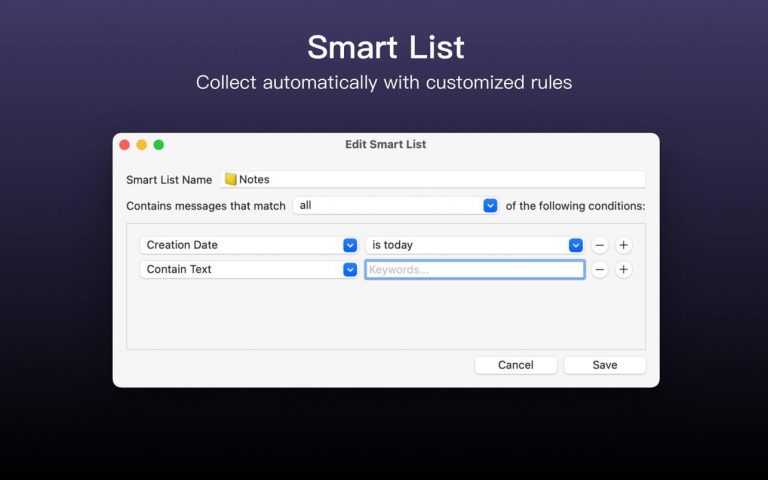 Smart List
Collect automatically with customized rules
Edit Smart List
Smart List Name Notes
Contains messages that match all of the following conditions:
Creation Date is today
Contain Text Keywords...
Cancel Save